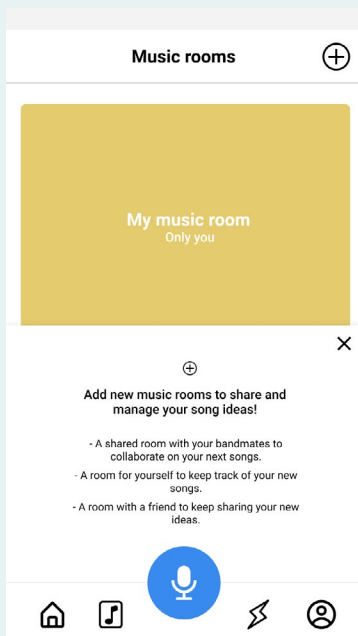 Music rooms
My music room
Only you
Add new music rooms to share and
manage your song ideas!
- A shared room with your bandmates to
collaborate on your next songs.
- A room for yourself to keep track of your new
songs.
- A room with a friend to keep sharing your new
ideas.